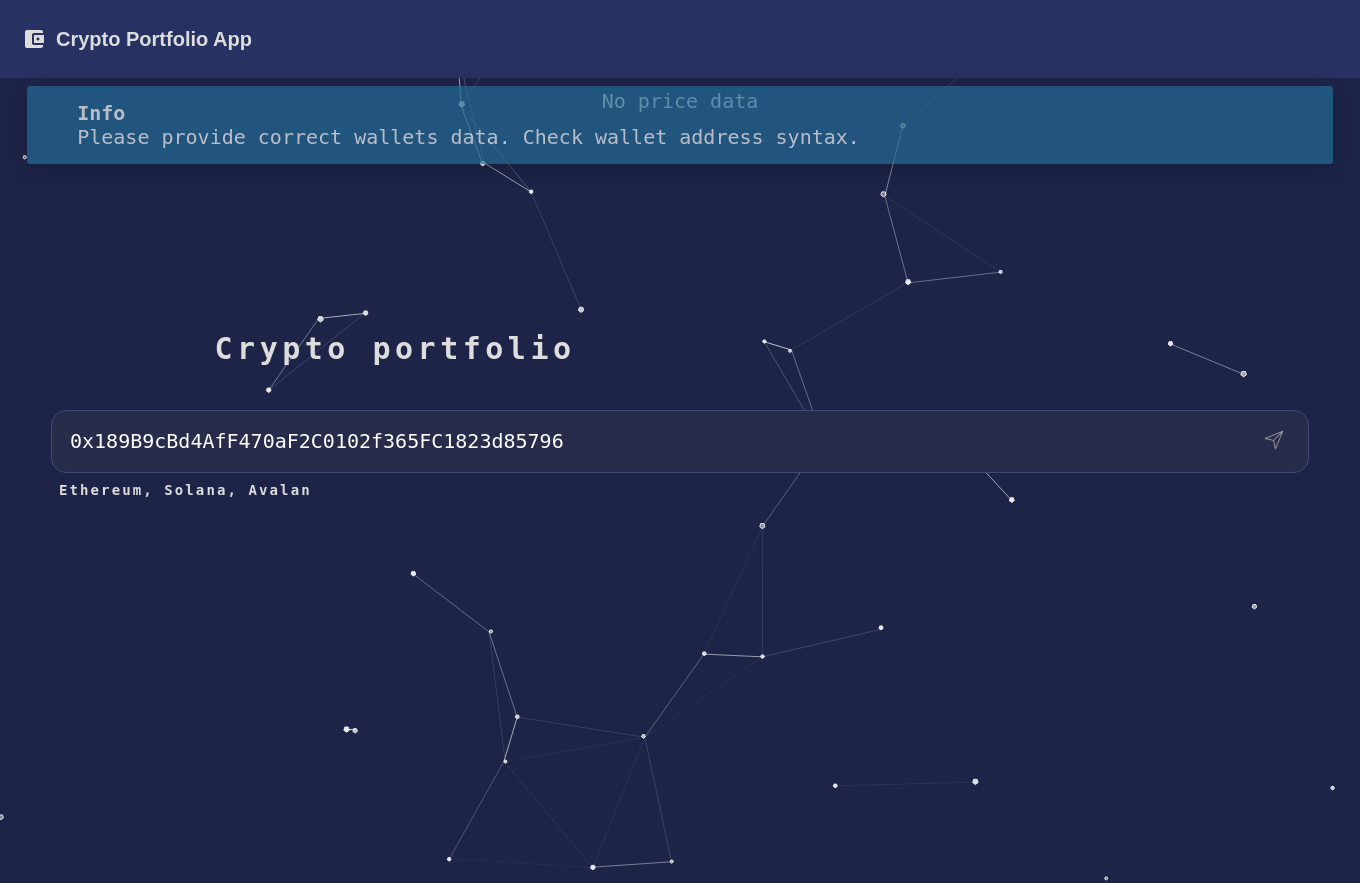 Crypto Portfolio App
No price data
Info
Please provide correct wallets data. Check wallet address syntax.
Crypto portfolio
0x189B9cBd4AfF470aF2C0102f365FC1823d85796
Ethereum, Solana, Avalan